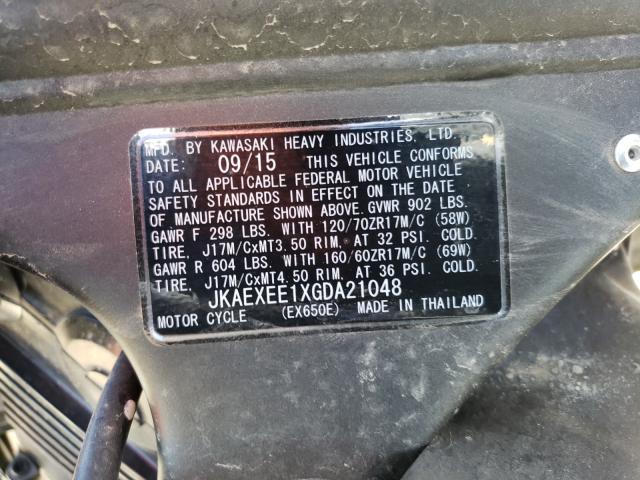 MFD. BY KAWASAKI HEAVY INDUSTRIES, LTD.
DATE: 09/15 THIS VEHICLE CONFORMS
TO ALL APPLICABLE FEDERAL MOTOR VEHICLE
SAFETY STANDARDS IN EFFECT ON THE DATE
OF MANUFACTURE SHOWN ABOVE. GVWR 902 LBS.
GAWR F 298 LBS. WITH 120/70ZR17M/C (58W)
TIRE, J17M/CxMT3.50 RIM, AT 32 PSI. COLD.
GAWR R 604 LBS. WITH 160/60ZR17M/C (69W)
TIRE, J17M/CxMT4.50 RIM, AT 36 PSI. COLD.
JKAEXEE1XGDA21048
MOTOR CYCLE (EX650E) MADE IN THAILAND